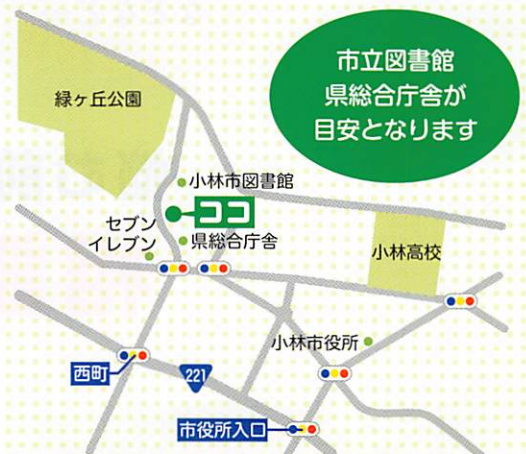 市立図書館
県総合庁舎が
目安となります
緑ヶ丘公園
小林市図書館
ココ
セブン
イレブン
県総合庁舎
小林高校
小林市役所
西町
221
市役所入口